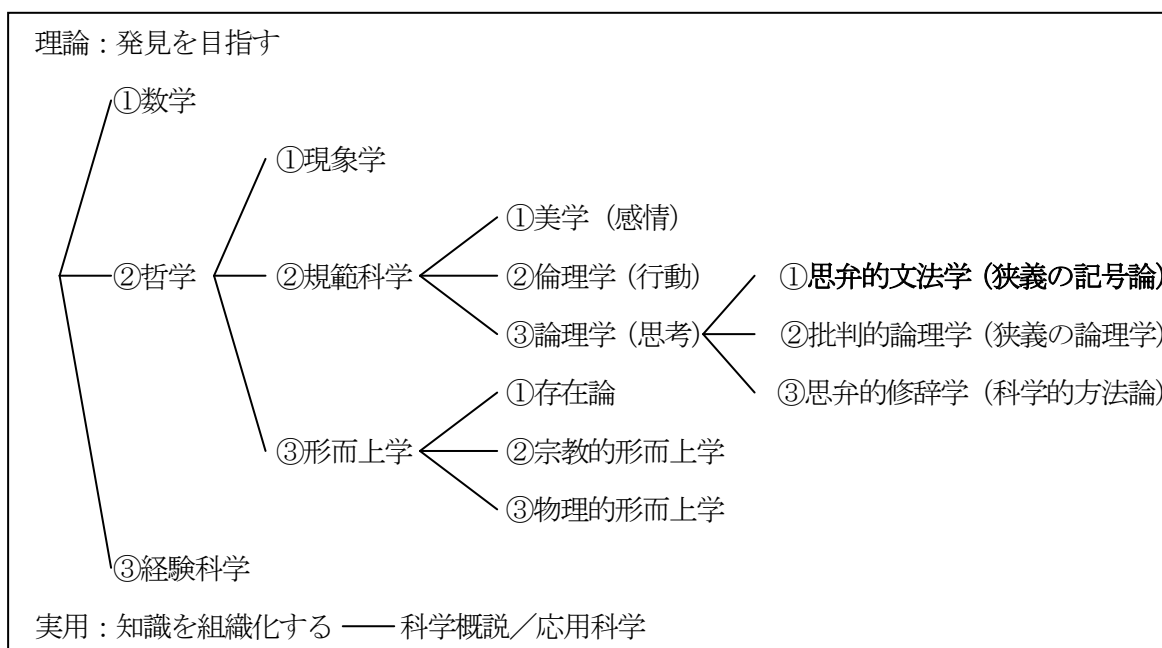 理論：発見を目指す
①数学
①現象学
①美学（感情）
②哲学 ②規範科学 ②倫理学（行動） ①思弁的文法学（狭義の記号論）
③論理学（思考） ②批判的論理学（狭義の論理学）
①存在論 ③思弁的修辞学（科学的方法論）
③形而上学 ②宗教的形而上学
③物理的形而上学
③経験科学
実用：知識を組織化する ── 科学概説／応用科学